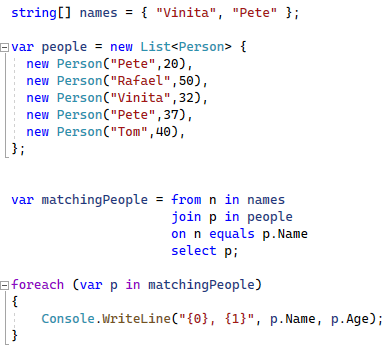 string[] names = { "Vinita", "Pete" };
var people = new List<Person> {
new Person("Pete",20),
new Person("Rafael",50),
new Person("Vinita",32),
new Person("Pete",37),
new Person("Tom",40),
};
var matchingPeople = from n in names
join p in people
on n equals p.Name
select p;
foreach (var p in matchingPeople)
{
Console.WriteLine("{0}, {1}", p.Name, p.Age);
}